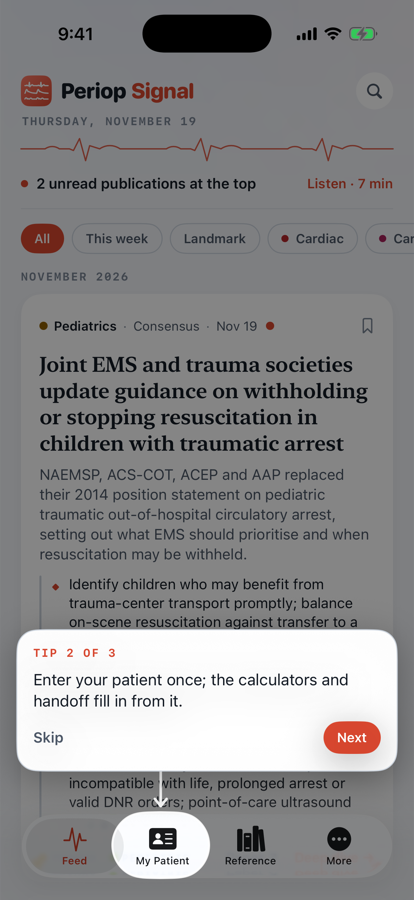 9:41
Periop Signal
THURSDAY, NOVEMBER 19
2 unread publications at the top
Listen · 7 min
All
This week
Landmark
Cardiac
Car
NOVEMBER 2026
Pediatrics · Consensus · Nov 19
Joint EMS and trauma societies
update guidance on withholding
or stopping resuscitation in
children with traumatic arrest
NAEMSP, ACS-COT, ACEP and AAP replaced
their 2014 position statement on pediatric
traumatic out-of-hospital circulatory arrest,
setting out what EMS should prioritise and when
resuscitation may be withheld.
Identify children who may benefit from
trauma-center transport promptly; balance
on-scene resuscitation against transfer to a
TIP 2 OF 3
Enter your patient once; the calculators and
handoff fill in from it.
Skip
Next
incompatible with life, prolonged arrest or
valid DNR orders; point-of-care ultrasound
Feed
My Patient
Reference
More